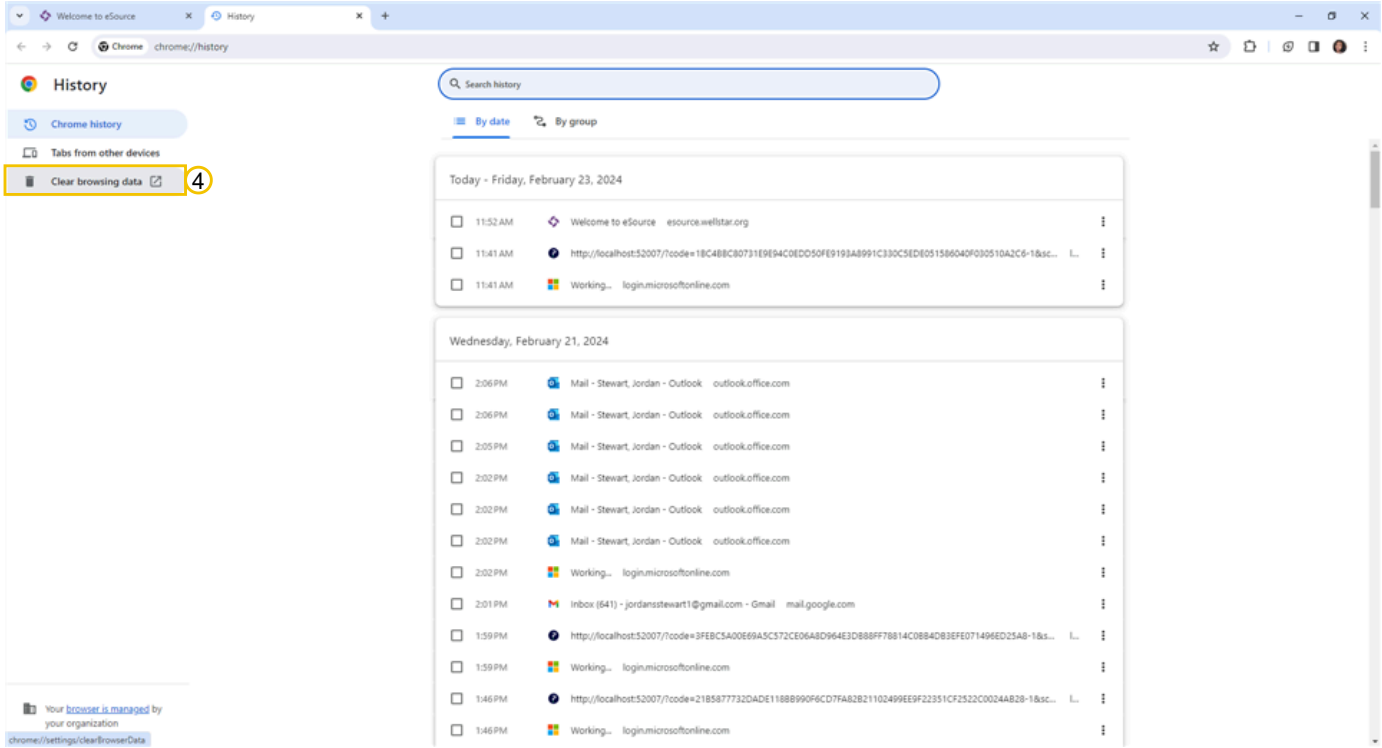 Welcome to eSource
History
Chrome chrome://history
History
Search history
Chrome history
By date By group
Tabs from other devices
Clear browsing data 4
Today - Friday, February 23, 2024
11:52 AM Welcome to eSource esource.wellstar.org
11:41 AM l...
11:41 AM Working... login.microsoftonline.com
Wednesday, February 21, 2024
2:06 PM Mail - Stewart, Jordan - Outlook outlook.office.com
2:06 PM Mail - Stewart, Jordan - Outlook outlook.office.com
2:05 PM Mail - Stewart, Jordan - Outlook outlook.office.com
2:02 PM Mail - Stewart, Jordan - Outlook outlook.office.com
2:02 PM Mail - Stewart, Jordan - Outlook outlook.office.com
2:02 PM Mail - Stewart, Jordan - Outlook outlook.office.com
2:02 PM Working... login.microsoftonline.com
2:01 PM Inbox (641) - jordansstewart1@gmail.com - Gmail mail.google.com
1:59 PM l...
1:59 PM Working... login.microsoftonline.com
1:46 PM l...
1:46 PM Working... login.microsoftonline.com
Your browser is managed by
your organization
chrome://settings/clearBrowserData